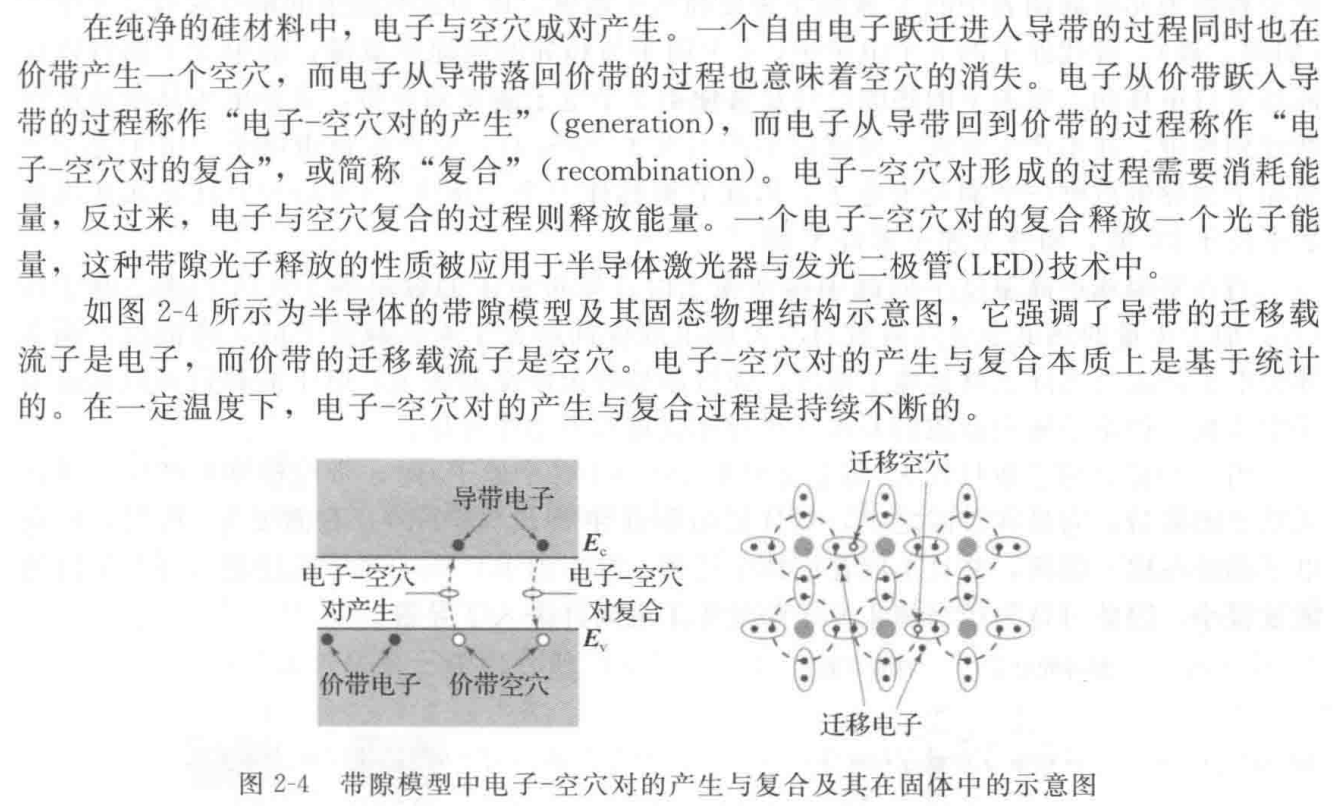 在纯净的硅材料中，电子与空穴成对产生。一个自由电子跃迁进入导带的过程同时也在
价带产生一个空穴，而电子从导带落回价带的过程也意味着空穴的消失。电子从价带跃入导
带的过程称作“电子-空穴对的产生”(generation)，而电子从导带回到价带的过程称作“电
子-空穴对的复合”，或简称“复合”(recombination)。电子-空穴对形成的过程需要消耗能
量，反过来，电子与空穴复合的过程则释放能量。一个电子-空穴对的复合释放一个光子能
量，这种带隙光子释放的性质被应用于半导体激光器与发光二极管(LED)技术中。
如图 2-4 所示为半导体的带隙模型及其固态物理结构示意图，它强调了导带的迁移载
流子是电子，而价带的迁移载流子是空穴。电子-空穴对的产生与复合本质上是基于统计
的。在一定温度下，电子-空穴对的产生与复合过程是持续不断的。
导带电子
Ec
电子-空穴
对产生
电子-空穴
对复合
Ev
价带电子
价带空穴
迁移空穴
迁移电子
图 2-4 带隙模型中电子-空穴对的产生与复合及其在固体中的示意图